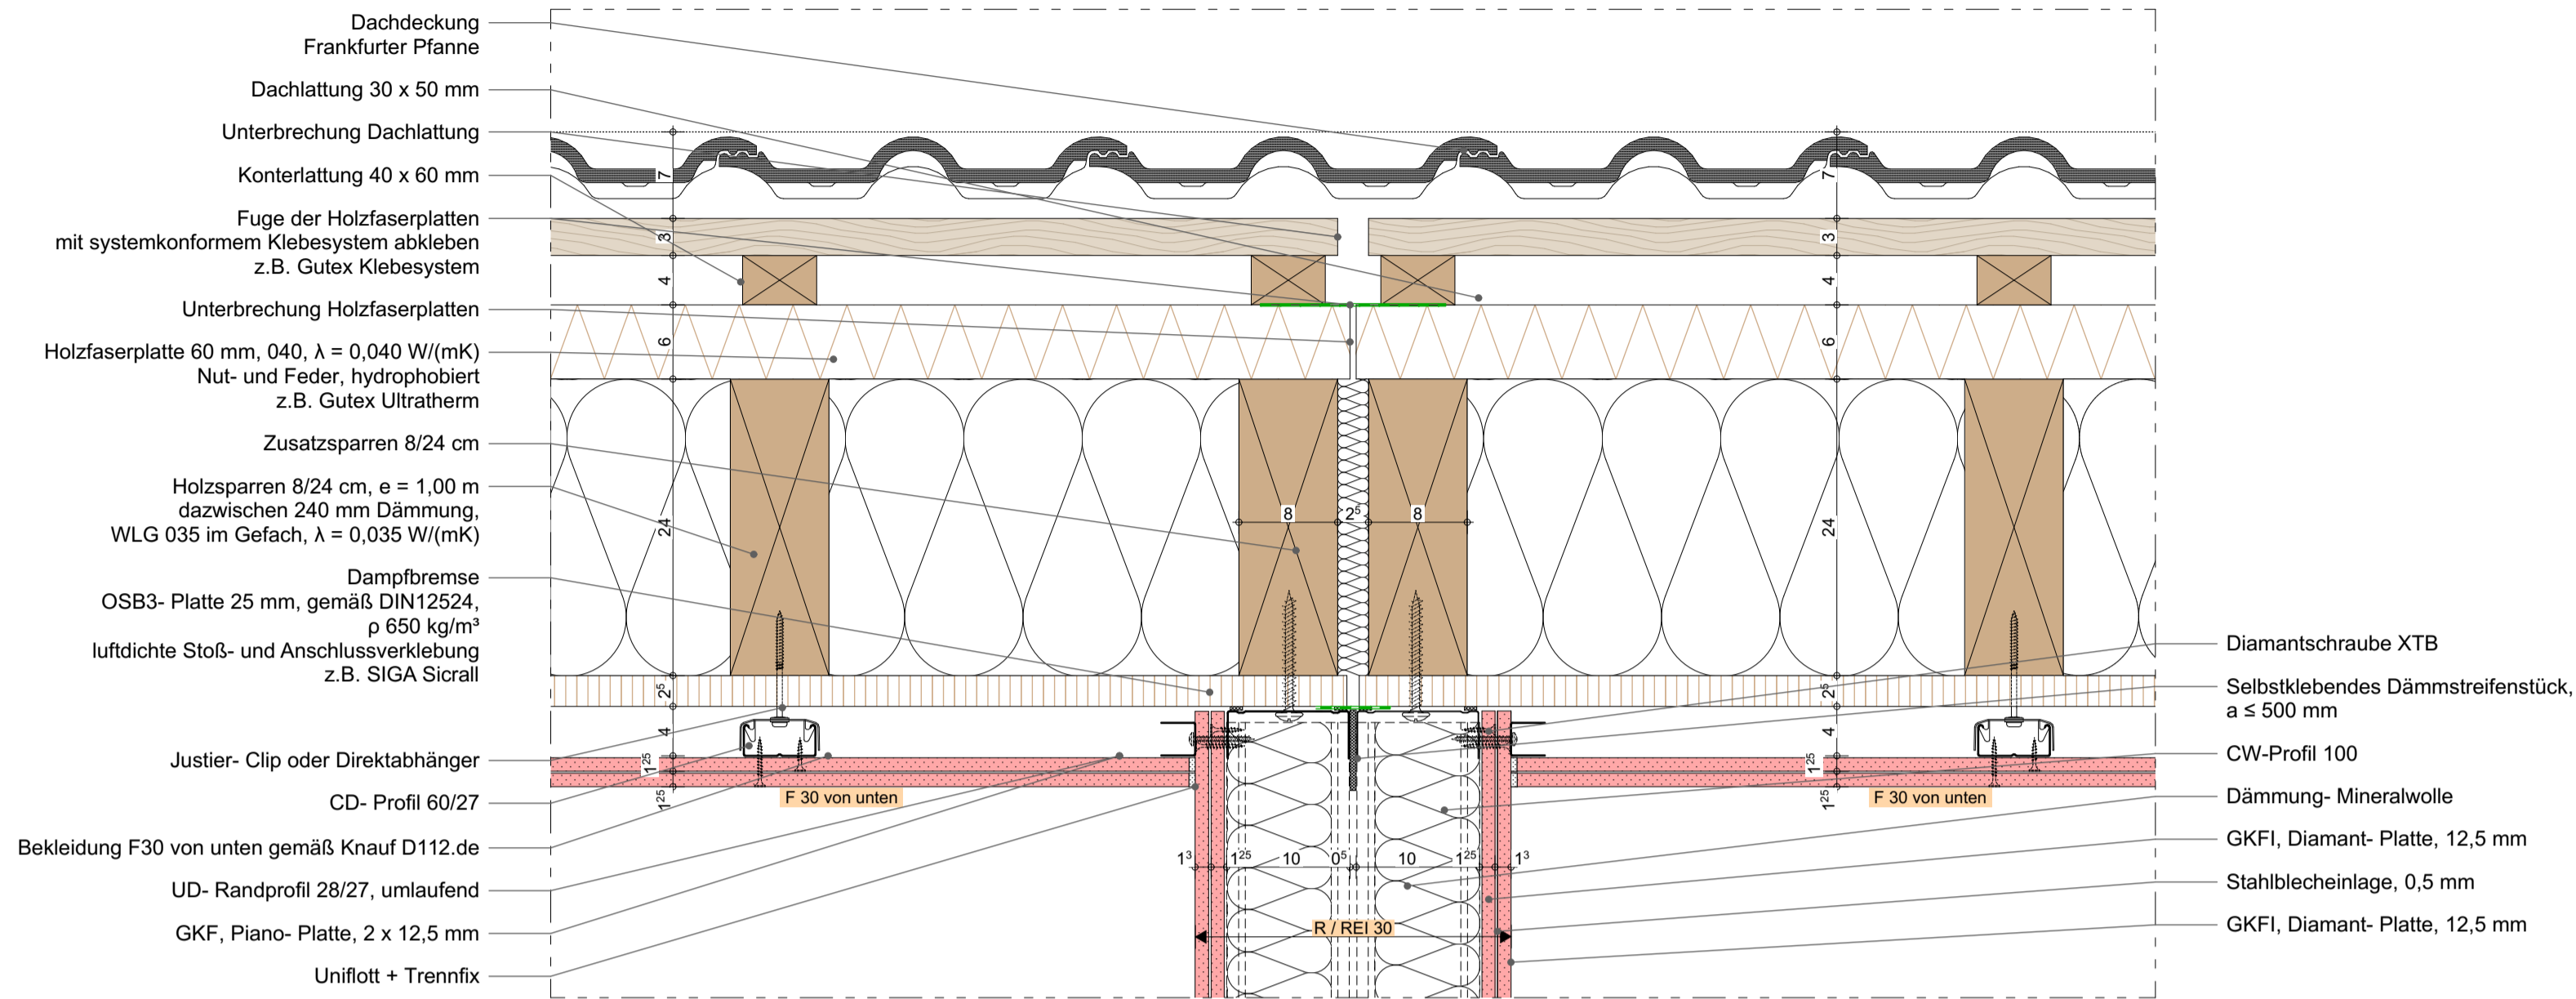 Dachdeckung
Frankfurter Pfanne
Dachlattung 30 x 50 mm
Unterbrechung Dachlattung
Konterlattung 40 x 60 mm
Fuge der Holzfaserplatten
mit systemkonformem Klebesystem abkleben
z.B. Gutex Klebesystem
Unterbrechung Holzfaserplatten
Holzfaserplatte 60 mm, 040, λ = 0,040 W/(mK)
Nut- und Feder, hydrophobiert
z.B. Gutex Ultratherm
Zusatzsparren 8/24 cm
Holzsparren 8/24 cm, e = 1,00 m
dazwischen 240 mm Dämmung,
WLG 035 im Gefach, λ = 0,035 W/(mK)
Dampfbremse
OSB3- Platte 25 mm, gemäß DIN12524,
ρ 650 kg/m³
luftdichte Stoß- und Anschlussverklebung
z.B. SIGA Sicrall
Justier- Clip oder Direktabhänger
CD- Profil 60/27
Bekleidung F30 von unten gemäß Knauf D112.de
UD- Randprofil 28/27, umlaufend
GKF, Piano- Platte, 2 x 12,5 mm
Uniflott + Trennfix
7
3
4
6
24
2⁵
4
1²⁵
1²⁵
8 2⁵ 8
F 30 von unten
1³ 1²⁵ 10 0⁵ 10 1²⁵ 1³
R / REI 30
7
3
4
6
24
2⁵
4
1²⁵
1²⁵
F 30 von unten
Diamantschraube XTB
Selbstklebendes Dämmstreifenstück,
a ≤ 500 mm
CW-Profil 100
Dämmung- Mineralwolle
GKFI, Diamant- Platte, 12,5 mm
Stahlblecheinlage, 0,5 mm
GKFI, Diamant- Platte, 12,5 mm